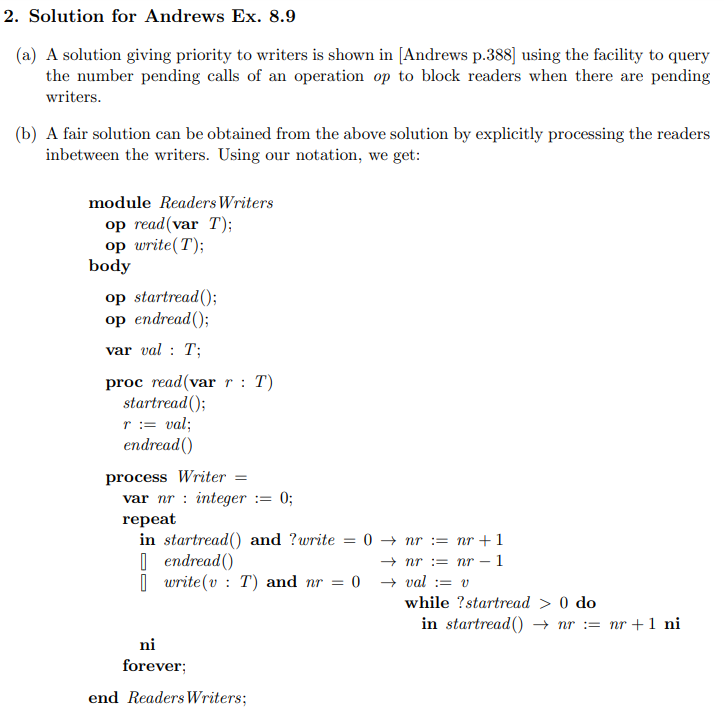 2. Solution for Andrews Ex. 8.9
(a) A solution giving priority to writers is shown in [Andrews p.388] using the facility to query
the number pending calls of an operation op to block readers when there are pending
writers.
(b) A fair solution can be obtained from the above solution by explicitly processing the readers
inbetween the writers. Using our notation, we get:
module ReadersWriters
op read(var T);
op write(T);
body
op startread();
op endread();
var val : T;
proc read(var r : T)
startread();
r := val;
endread()
process Writer =
var nr : integer := 0;
repeat
in startread() and ?write = 0 → nr := nr + 1
[] endread() → nr := nr − 1
[] write(v : T) and nr = 0 → val := v
while ?startread > 0 do
in startread() → nr := nr + 1 ni
ni
forever;
end ReadersWriters;